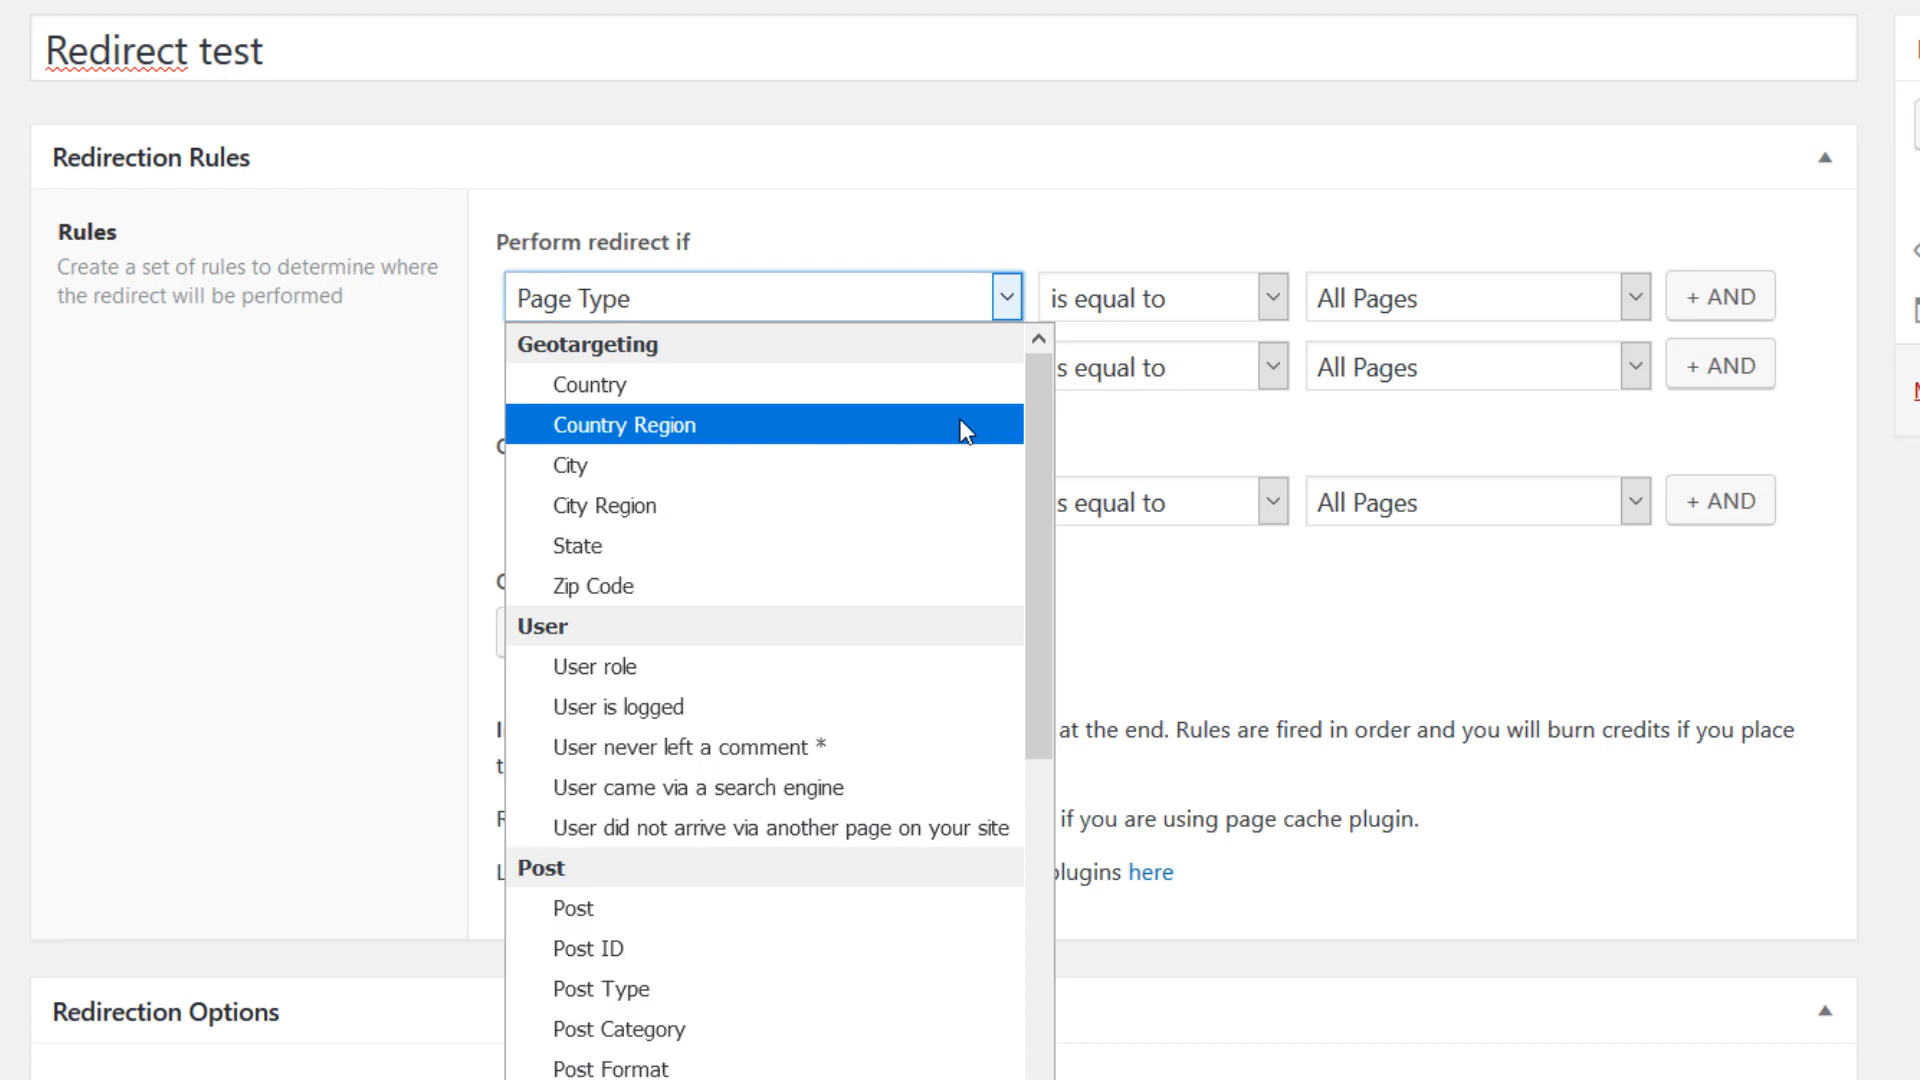 Redirect test
Redirection Rules
Rules
Create a set of rules to determine where
the redirect will be performed
Perform redirect if
Page Type
is equal to
All Pages
+ AND
Geotargeting
Country
Country Region
City
City Region
State
Zip Code
User
User role
User is logged
User never left a comment *
User came via a search engine
User did not arrive via another page on your site
Post
Post
Post ID
Post Type
Post Category
Post Format
s equal to
All Pages
+ AND
s equal to
All Pages
+ AND
at the end. Rules are fired in order and you will burn credits if you place
if you are using page cache plugin.
plugins here
Redirection Options